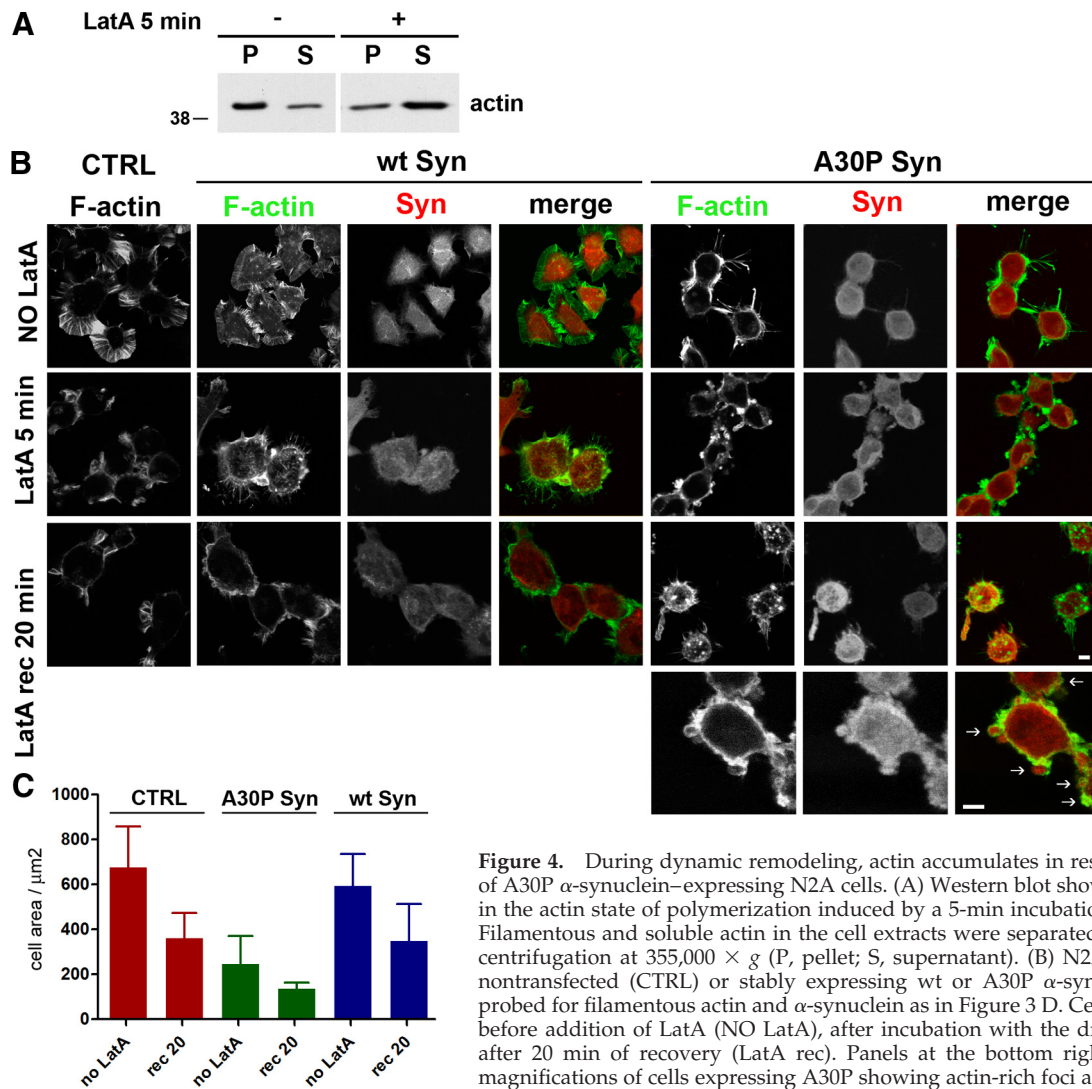 A
LatA 5 min - +
P S P S
38 actin
B
CTRL wt Syn A30P Syn
F-actin F-actin Syn merge F-actin Syn merge
NO LatA
LatA 5 min
LatA rec 20 min
C
CTRL A30P Syn wt Syn
cell area / μm2
1000
800
600
400
200
0
no LatA rec 20 no LatA rec 20 no LatA rec 20
Figure 4. During dynamic remodeling, actin accumulates in res
of A30P α-synuclein–expressing N2A cells. (A) Western blot show
in the actin state of polymerization induced by a 5-min incubatio
Filamentous and soluble actin in the cell extracts were separated
centrifugation at 355,000 × g (P, pellet; S, supernatant). (B) N2
nontransfected (CTRL) or stably expressing wt or A30P α-syn
probed for filamentous actin and α-synuclein as in Figure 3 D. Ce
before addition of LatA (NO LatA), after incubation with the d
after 20 min of recovery (LatA rec). Panels at the bottom righ
magnifications of cells expressing A30P showing actin-rich foci a